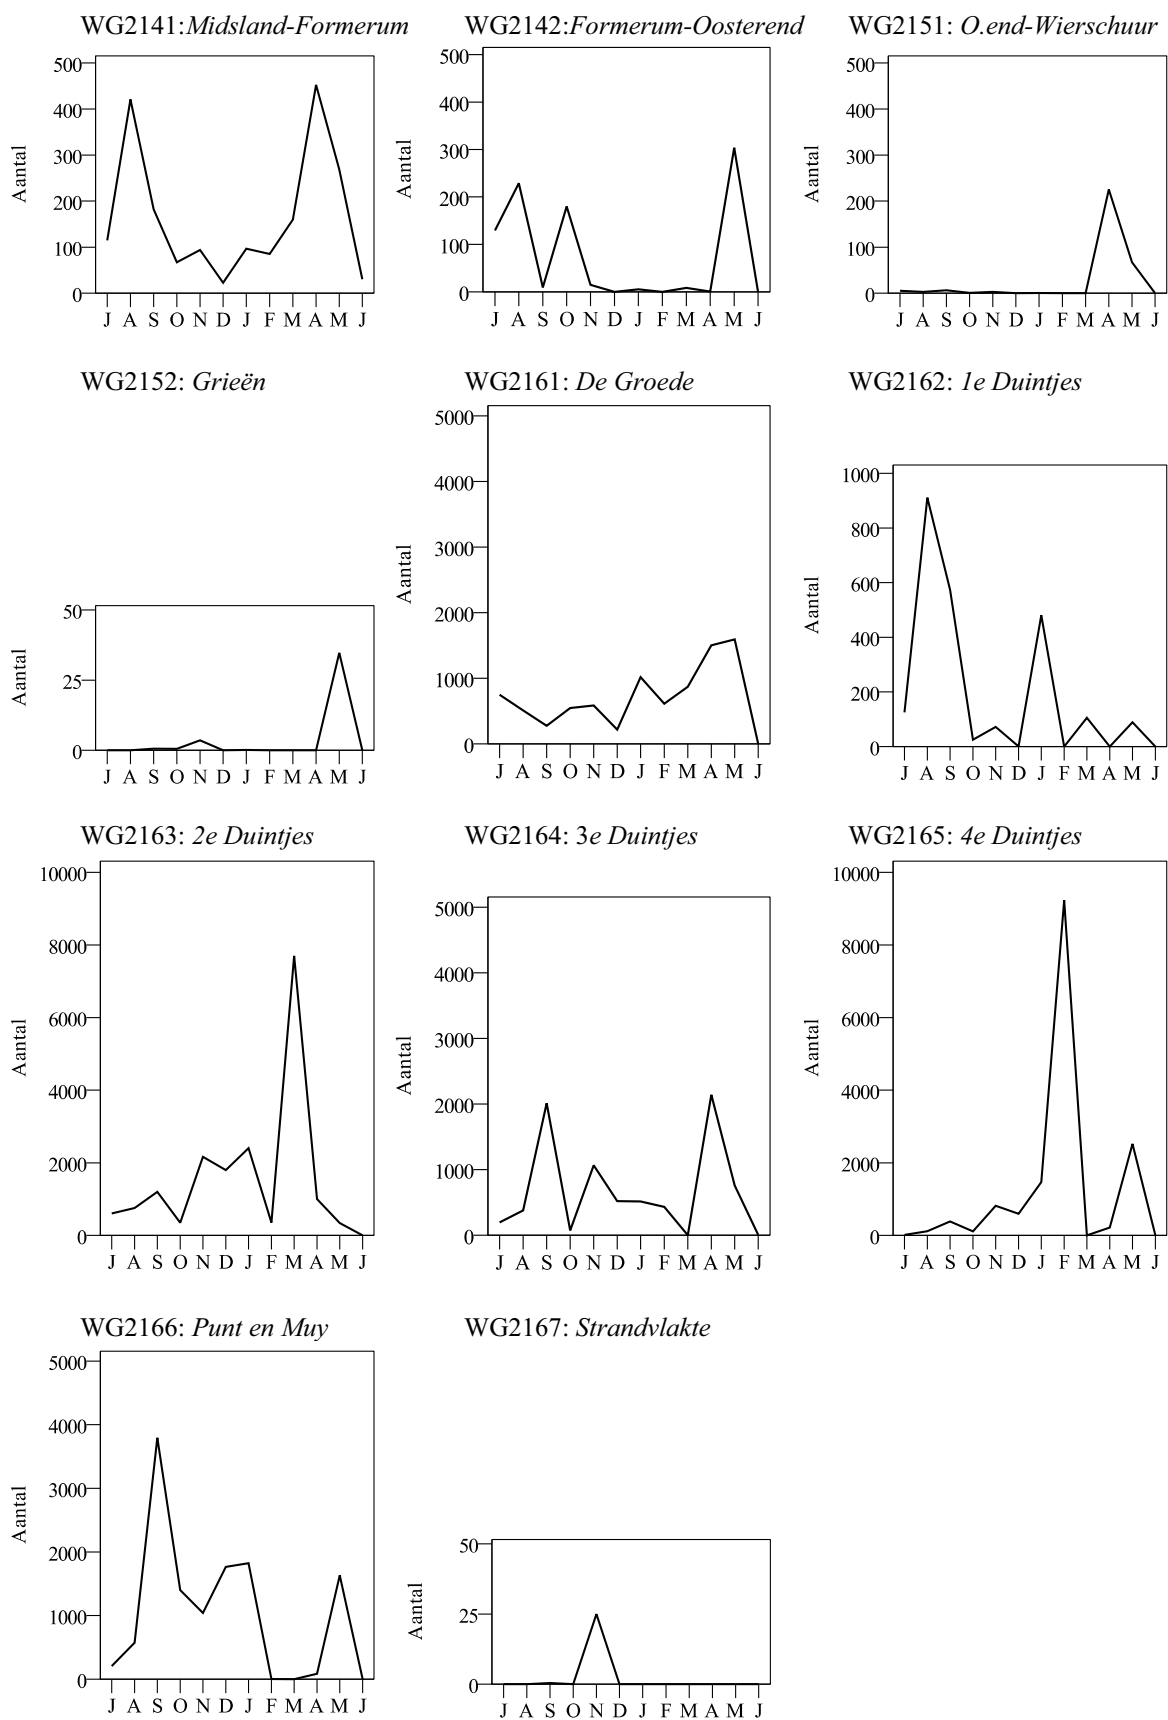 WG2141:Midsland-Formerum
500
400
300
200
100
0
Aantal
J A S O N D J F M A M J
WG2142:Formerum-Oosterend
500
400
300
200
100
0
Aantal
J A S O N D J F M A M J
WG2151: O.end-Wierschuur
500
400
300
200
100
0
Aantal
J A S O N D J F M A M J
WG2152: Grieën
50
25
0
Aantal
J A S O N D J F M A M J
WG2161: De Groede
5000
4000
3000
2000
1000
0
Aantal
J A S O N D J F M A M J
WG2162: 1e Duintjes
1000
800
600
400
200
0
Aantal
J A S O N D J F M A M J
WG2163: 2e Duintjes
10000
8000
6000
4000
2000
0
Aantal
J A S O N D J F M A M J
WG2164: 3e Duintjes
5000
4000
3000
2000
1000
0
Aantal
J A S O N D J F M A M J
WG2165: 4e Duintjes
10000
8000
6000
4000
2000
0
Aantal
J A S O N D J F M A M J
WG2166: Punt en Muy
5000
4000
3000
2000
1000
0
Aantal
J A S O N D J F M A M J
WG2167: Strandvlakte
50
25
0
Aantal
J A S O N D J F M A M J